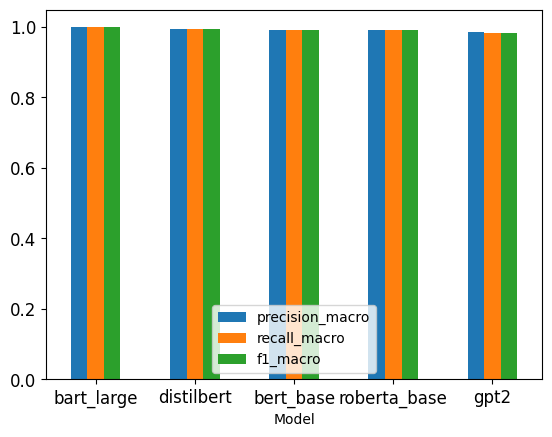 1.0
0.8
0.6
0.4
0.2
0.0
precision_macro
recall_macro
f1_macro
bart_large distilbert bert_base roberta_base gpt2
Model